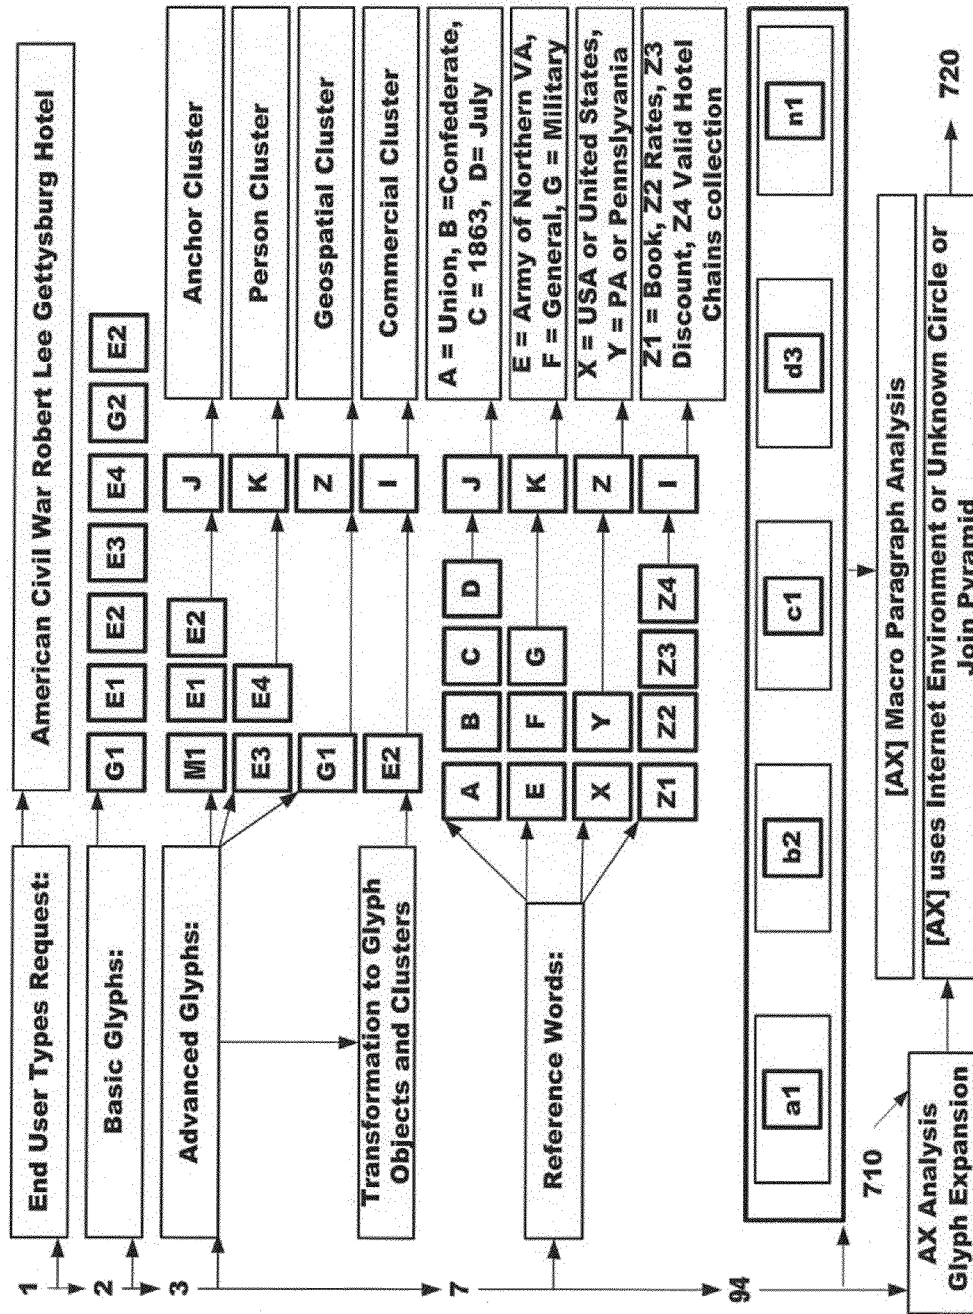 1
End User Types Request:
American Civil War Robert Lee Gettysburg Hotel
2
Basic Glyphs:
G1 E1 E2 E3 E4 G2 E2
3
Advanced Glyphs:
M1 E1 E2 J Anchor Cluster
E3 E4 K Person Cluster
G1 Z Geospatial Cluster
Transformation to Glyph
Objects and Clusters
E2 I Commercial Cluster
7
Reference Words:
A B C D J
A = Union, B =Confederate,
C = 1863, D= July
E F G K
E = Army of Northern VA,
F = General, G = Military
X Y Z
X = USA or United States,
Y = PA or Pennslyvania
Z1 Z2 Z3 Z4 I
Z1 = Book, Z2 Rates, Z3
Discount, Z4 Valid Hotel
Chains collection
94
a1 b2 c1 d3 n1
710
AX Analysis
Glyph Expansion
[AX] Macro Paragraph Analysis
[AX] uses Internet Environment or Unknown Circle or
Join Pyramid
720